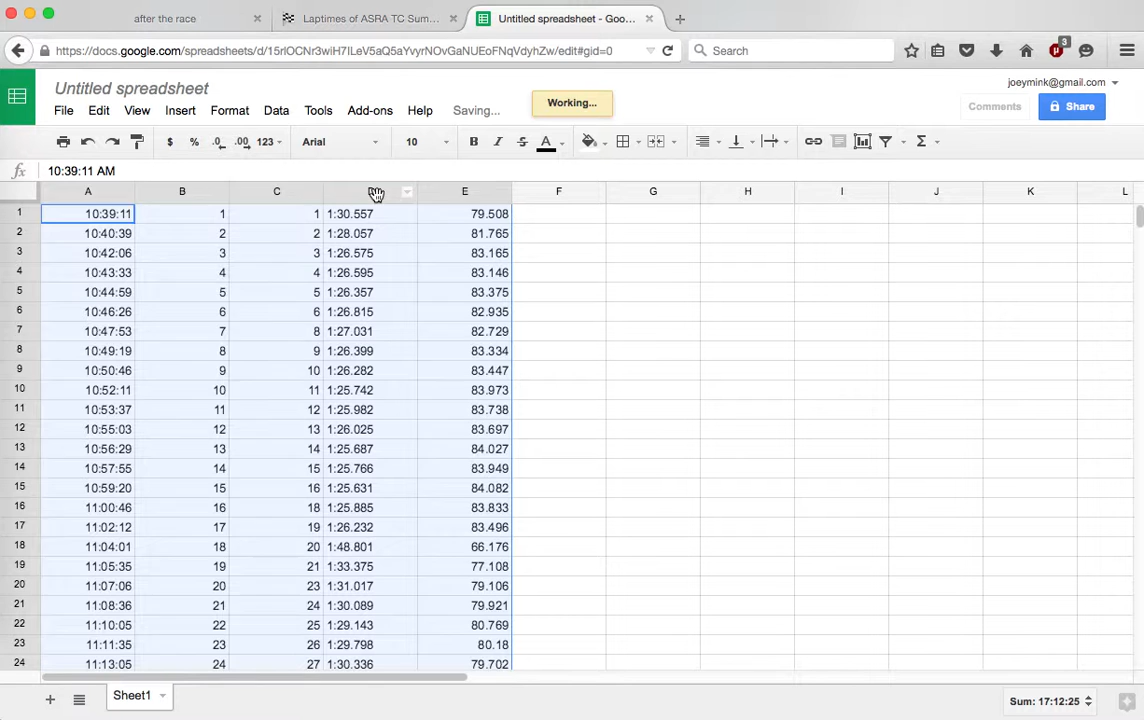 after the race × Laptimes of ASRA TC Sum... × Untitled spreadsheet - Goo... × +
https://docs.google.com/spreadsheets/d/15rlOCNr3wiH7ILeV5aQ5aYvyrNOvGaNUEoFNqVdyhZw/edit#gid=0 Search 3
Untitled spreadsheet joeymink@gmail.com
File Edit View Insert Format Data Tools Add-ons Help Saving... Working... Comments Share
$ % .0 .00 123 Arial 10 B I S A Σ
fx 10:39:11 AM
A B C D E F G H I J K L
1 10:39:11 1 1 1:30.557 79.508
2 10:40:39 2 2 1:28.057 81.765
3 10:42:06 3 3 1:26.575 83.165
4 10:43:33 4 4 1:26.595 83.146
5 10:44:59 5 5 1:26.357 83.375
6 10:46:26 6 6 1:26.815 82.935
7 10:47:53 7 8 1:27.031 82.729
8 10:49:19 8 9 1:26.399 83.334
9 10:50:46 9 10 1:26.282 83.447
10 10:52:11 10 11 1:25.742 83.973
11 10:53:37 11 12 1:25.982 83.738
12 10:55:03 12 13 1:26.025 83.697
13 10:56:29 13 14 1:25.687 84.027
14 10:57:55 14 15 1:25.766 83.949
15 10:59:20 15 16 1:25.631 84.082
16 11:00:46 16 18 1:25.885 83.833
17 11:02:12 17 19 1:26.232 83.496
18 11:04:01 18 20 1:48.801 66.176
19 11:05:35 19 21 1:33.375 77.108
20 11:07:06 20 23 1:31.017 79.106
21 11:08:36 21 24 1:30.089 79.921
22 11:10:05 22 25 1:29.143 80.769
23 11:11:35 23 26 1:29.798 80.18
24 11:13:05 24 27 1:30.336 79.702
+ Sheet1 Sum: 17:12:25